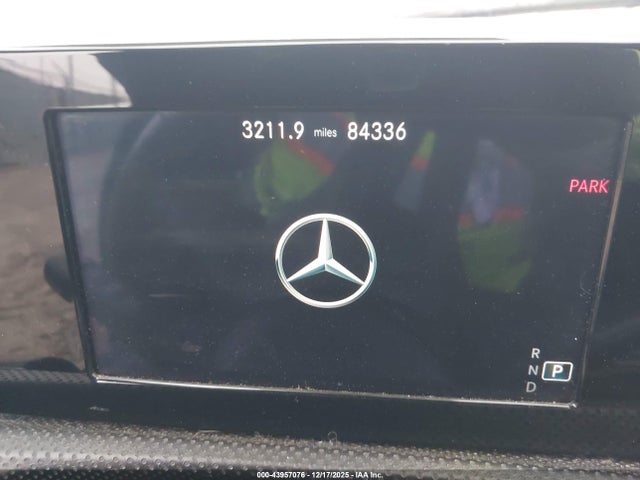 3211.9 miles 84336
PARK
R
N P
D
000-43957076 • 12/17/2025 • IAA Inc.